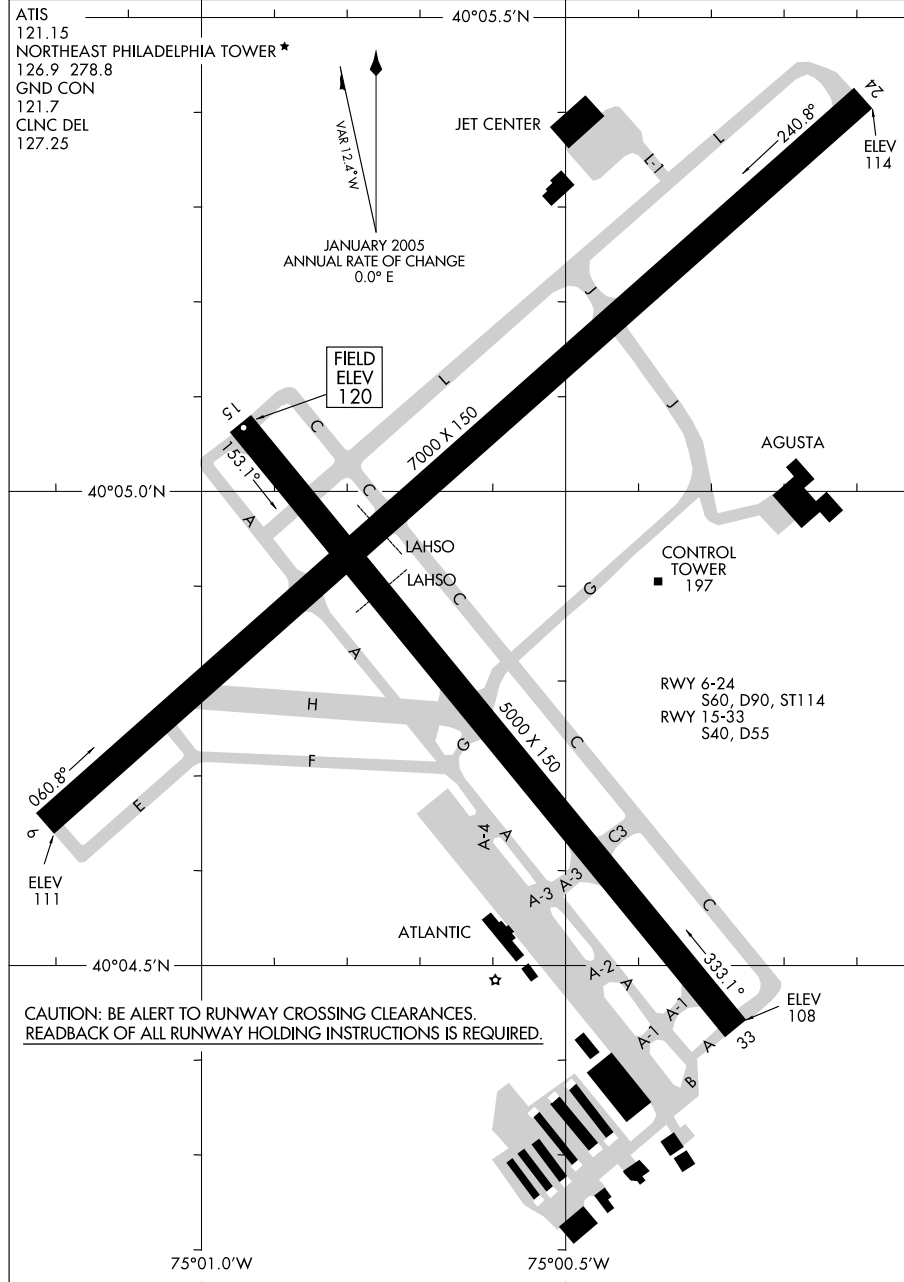 ATIS
121.15
NORTHEAST PHILADELPHIA TOWER ★
126.9 278.8
GND CON
121.7
CLNC DEL
127.25
40°05.5'N
VAR 12.4°W
JANUARY 2005
ANNUAL RATE OF CHANGE
0.0° E
JET CENTER
L-1
L
240.8°
24
ELEV
114
J
FIELD
ELEV
120
L
15
C
153.1°
7000 X 150
J
AGUSTA
40°05.0'N
C
A
LAHSO
LAHSO
C
G
CONTROL
TOWER
197
A
H
G
5000 X 150
C
RWY 6-24
S60, D90, ST114
RWY 15-33
S40, D55
F
060.8°
E
6
ELEV
111
A-4
A
C3
A-3
A-3
C
ATLANTIC
A-2
A
333.1°
40°04.5'N
ELEV
108
A-1
A-1
A
33
B
CAUTION: BE ALERT TO RUNWAY CROSSING CLEARANCES.
READBACK OF ALL RUNWAY HOLDING INSTRUCTIONS IS REQUIRED.
75°01.0'W
75°00.5'W